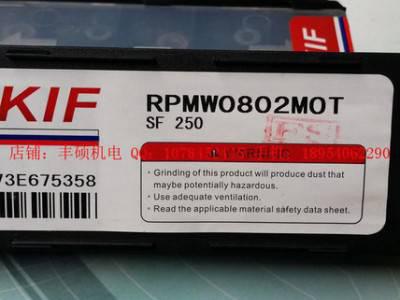 KIF
RPMW0802MOT
SF 250
店铺：丰硕机电 QQ:
73E675358
· Grinding of this product will produce dust that
maybe potentially hazardous.
· Use adequate ventilation.
· Read the applicable material safety data sheet.